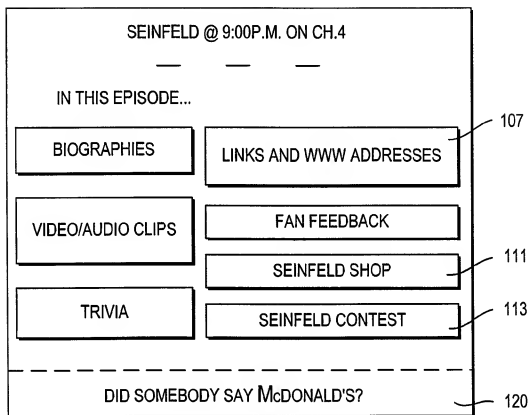 SEINFELD @ 9:00P.M. ON CH.4
IN THIS EPISODE...
BIOGRAPHIES
LINKS AND WWW ADDRESSES
107
VIDEO/AUDIO CLIPS
FAN FEEDBACK
SEINFELD SHOP
111
TRIVIA
SEINFELD CONTEST
113
DID SOMEBODY SAY McDONALD'S?
120